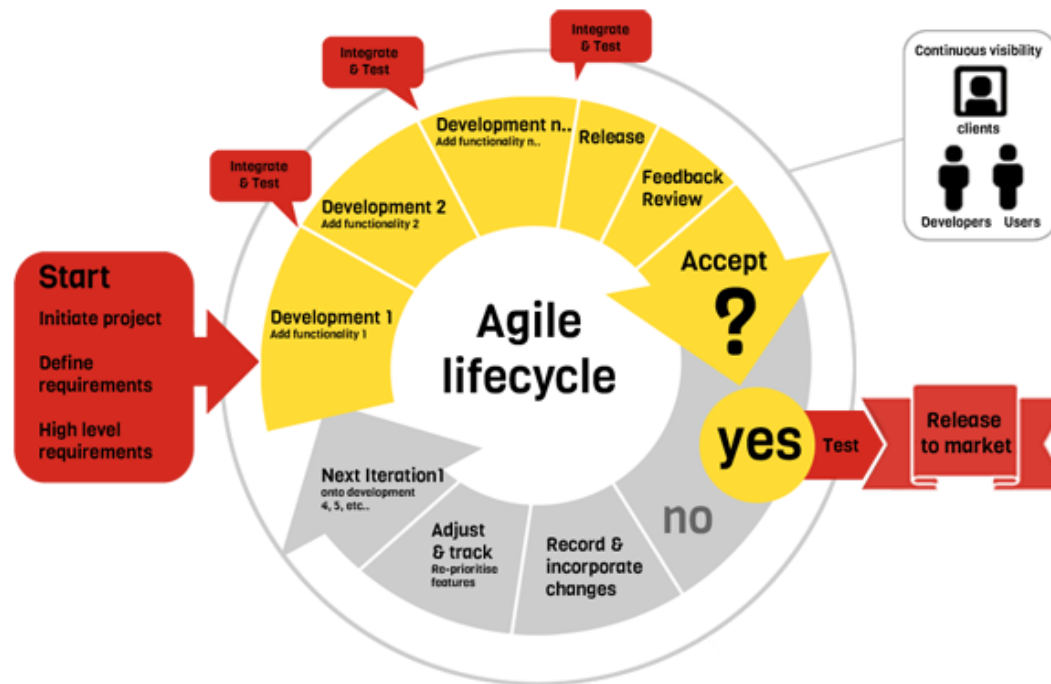 Start
Initiate project
Define
requirements
High level
requirements
Integrate
& Test
Integrate
& Test
Integrate
& Test
Development 1
Add functionality 1
Development 2
Add functionality 2
Development n..
Add functionality n..
Release
Feedback
Review
Accept
?
Agile
lifecycle
yes
Test
Release
to market
no
Record &
incorporate
changes
Adjust
& track
Re-prioritise
features
Next Iteration1
onto development
4, 5, etc..
Continuous visibility
clients
Developers Users